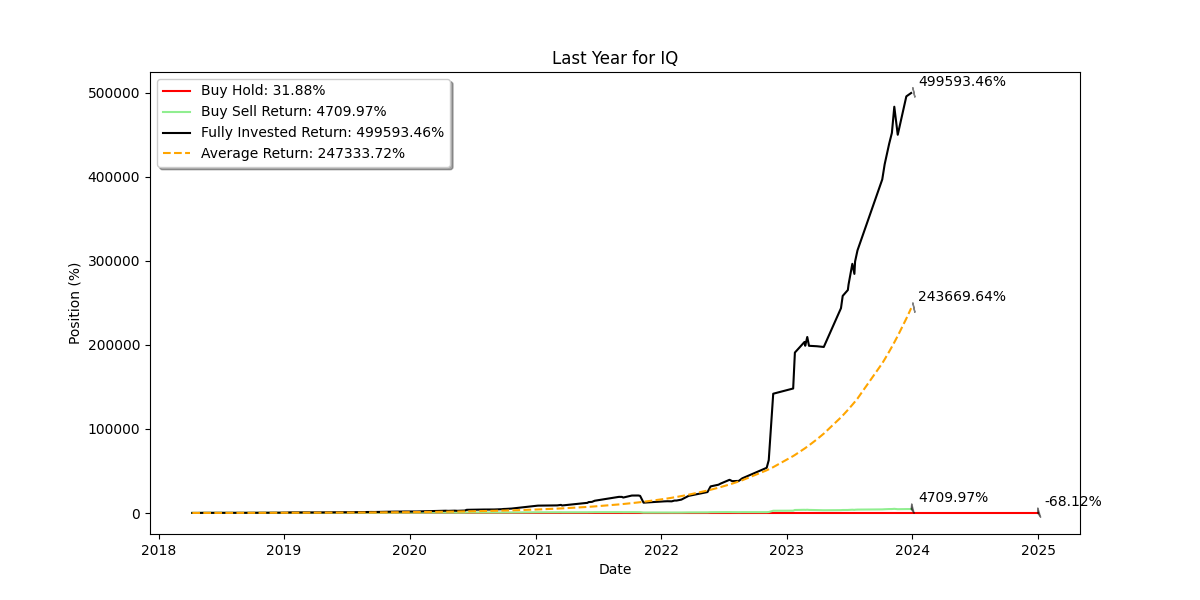 Last Year for IQ
Buy Hold: 31.88%
Buy Sell Return: 4709.97%
Fully Invested Return: 499593.46%
Average Return: 247333.72%
499593.46%
243669.64%
4709.97%
-68.12%
Position (%)
500000
400000
300000
200000
100000
0
2018 2019 2020 2021 2022 2023 2024 2025
Date